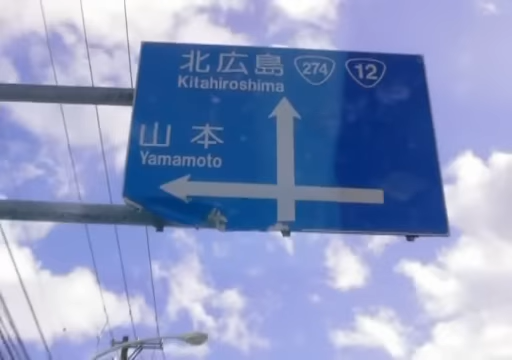 北広島 274 12
Kitahiroshima
山本
Yamamoto